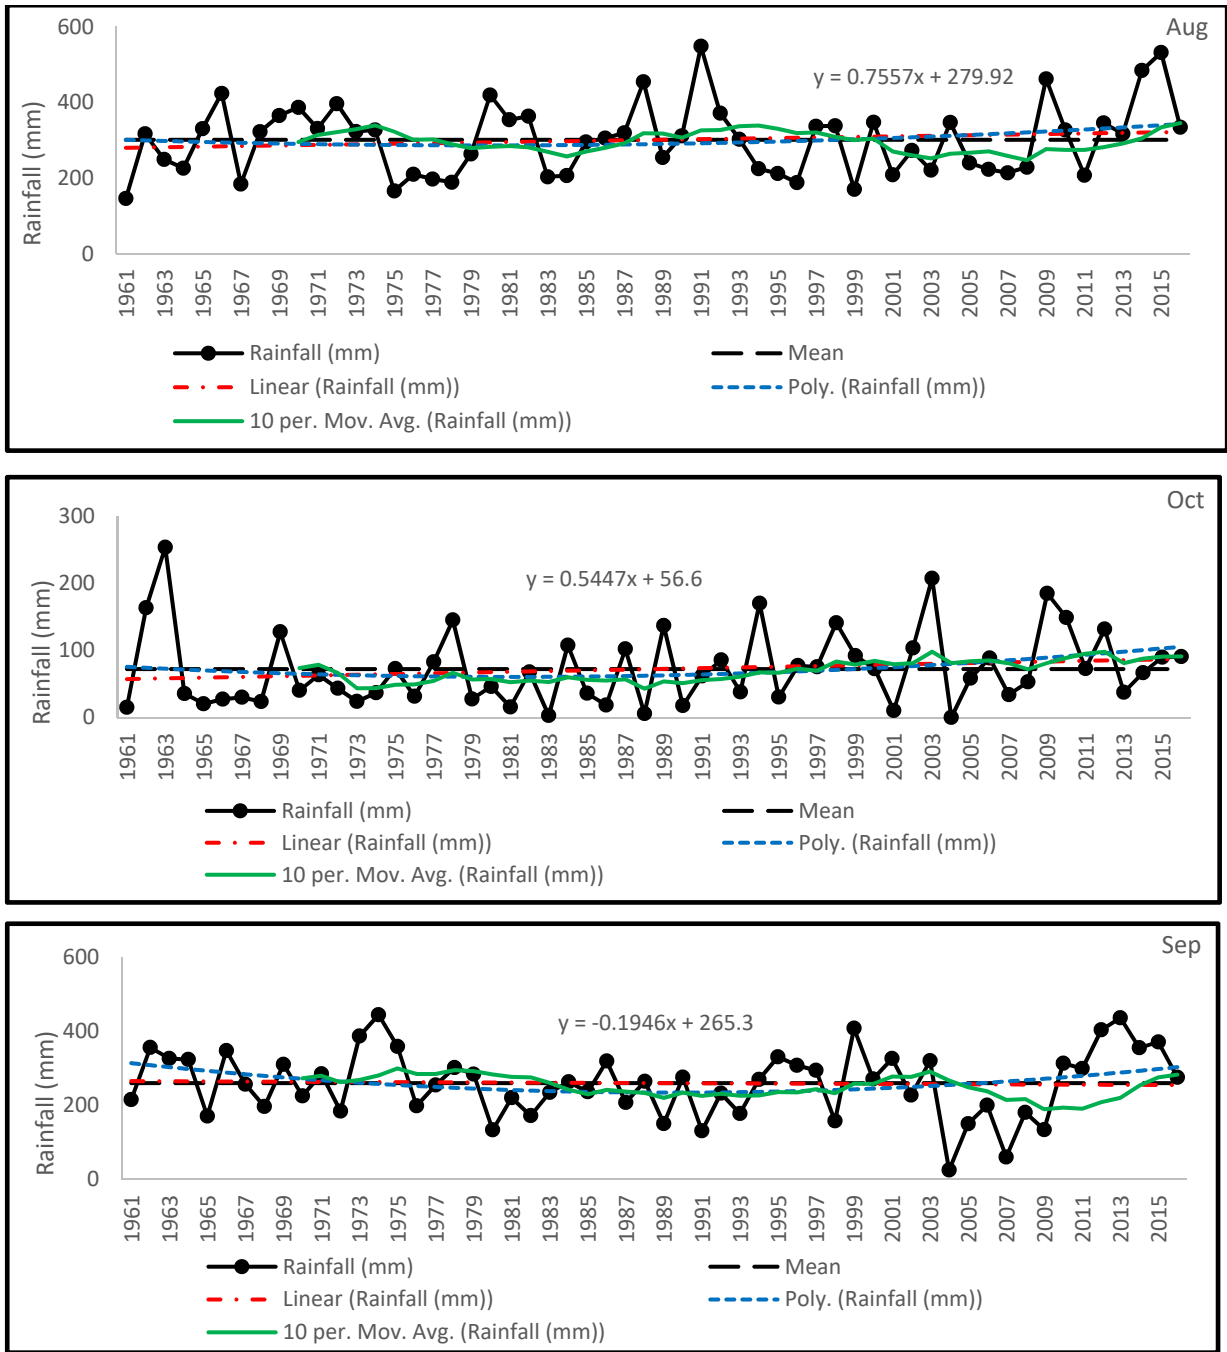 Aug
600
400
200
0
Rainfall (mm)
y = 0.7557x + 279.92
1961 1963 1965 1967 1969 1971 1973 1975 1977 1979 1981 1983 1985 1987 1989 1991 1993 1995 1997 1999 2001 2003 2005 2007 2009 2011 2013 2015
Rainfall (mm) Mean
Linear (Rainfall (mm)) Poly. (Rainfall (mm))
10 per. Mov. Avg. (Rainfall (mm))
Oct
300
200
100
0
Rainfall (mm)
y = 0.5447x + 56.6
1961 1963 1965 1967 1969 1971 1973 1975 1977 1979 1981 1983 1985 1987 1989 1991 1993 1995 1997 1999 2001 2003 2005 2007 2009 2011 2013 2015
Rainfall (mm) Mean
Linear (Rainfall (mm)) Poly. (Rainfall (mm))
10 per. Mov. Avg. (Rainfall (mm))
Sep
600
400
200
0
Rainfall (mm)
y = -0.1946x + 265.3
1961 1963 1965 1967 1969 1971 1973 1975 1977 1979 1981 1983 1985 1987 1989 1991 1993 1995 1997 1999 2001 2003 2005 2007 2009 2011 2013 2015
Rainfall (mm) Mean
Linear (Rainfall (mm)) Poly. (Rainfall (mm))
10 per. Mov. Avg. (Rainfall (mm))